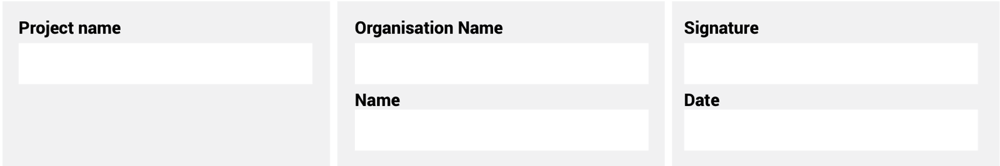 Project name
Organisation Name
Name
Signature
Date